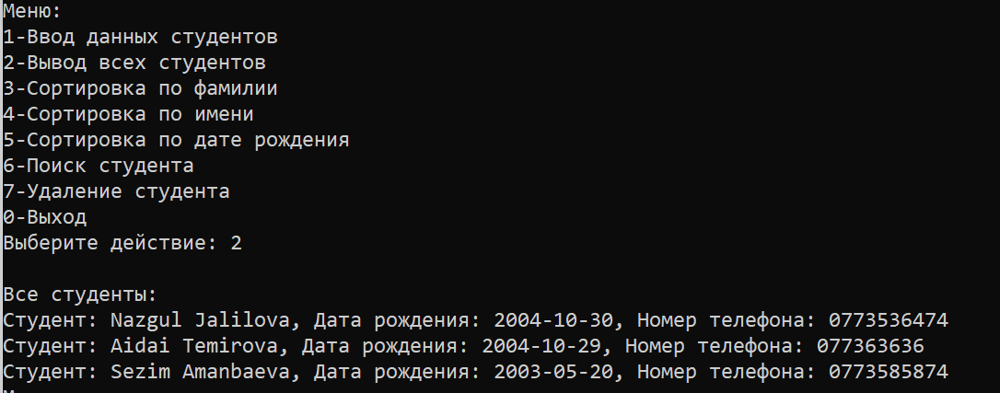 Меню:
1-Ввод данных студентов
2-Вывод всех студентов
3-Сортировка по фамилии
4-Сортировка по имени
5-Сортировка по дате рождения
6-Поиск студента
7-Удаление студента
0-Выход
Выберите действие: 2
Все студенты:
Студент: Nazgul Jalilova, Дата рождения: 2004-10-30, Номер телефона: 0773536474
Студент: Aidai Temirova, Дата рождения: 2004-10-29, Номер телефона: 077363636
Студент: Sezim Amanbaeva, Дата рождения: 2003-05-20, Номер телефона: 0773585874